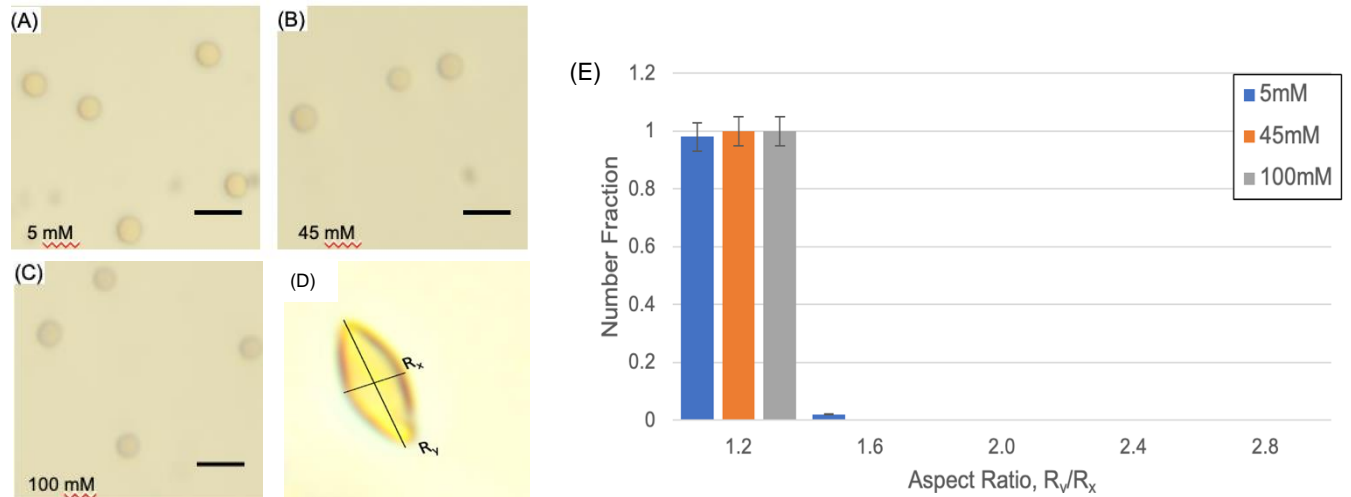 (A)
5 mM
(B)
45 mM
(C)
100 mM
(D)
Rx
Ry
(E)
Number Fraction
1.2
1
0.8
0.6
0.4
0.2
0
1.2 1.6 2.0 2.4 2.8
Aspect Ratio, Ry/Rx
5mM
45mM
100mM